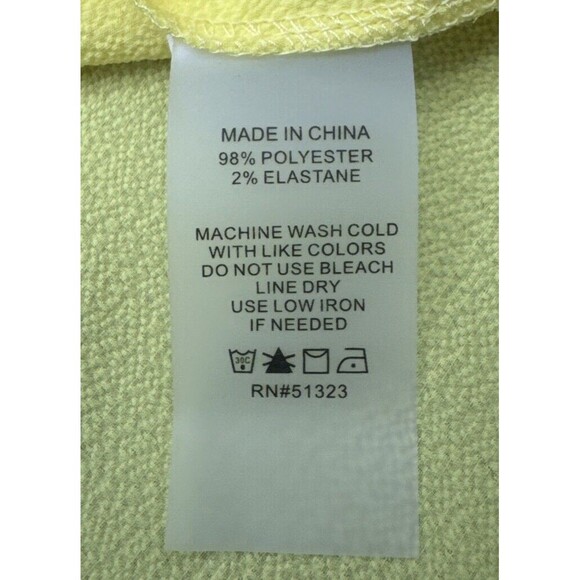 MADE IN CHINA
98% POLYESTER
2% ELASTANE
MACHINE WASH COLD
WITH LIKE COLORS
DO NOT USE BLEACH
LINE DRY
USE LOW IRON
IF NEEDED
30C
RN#51323